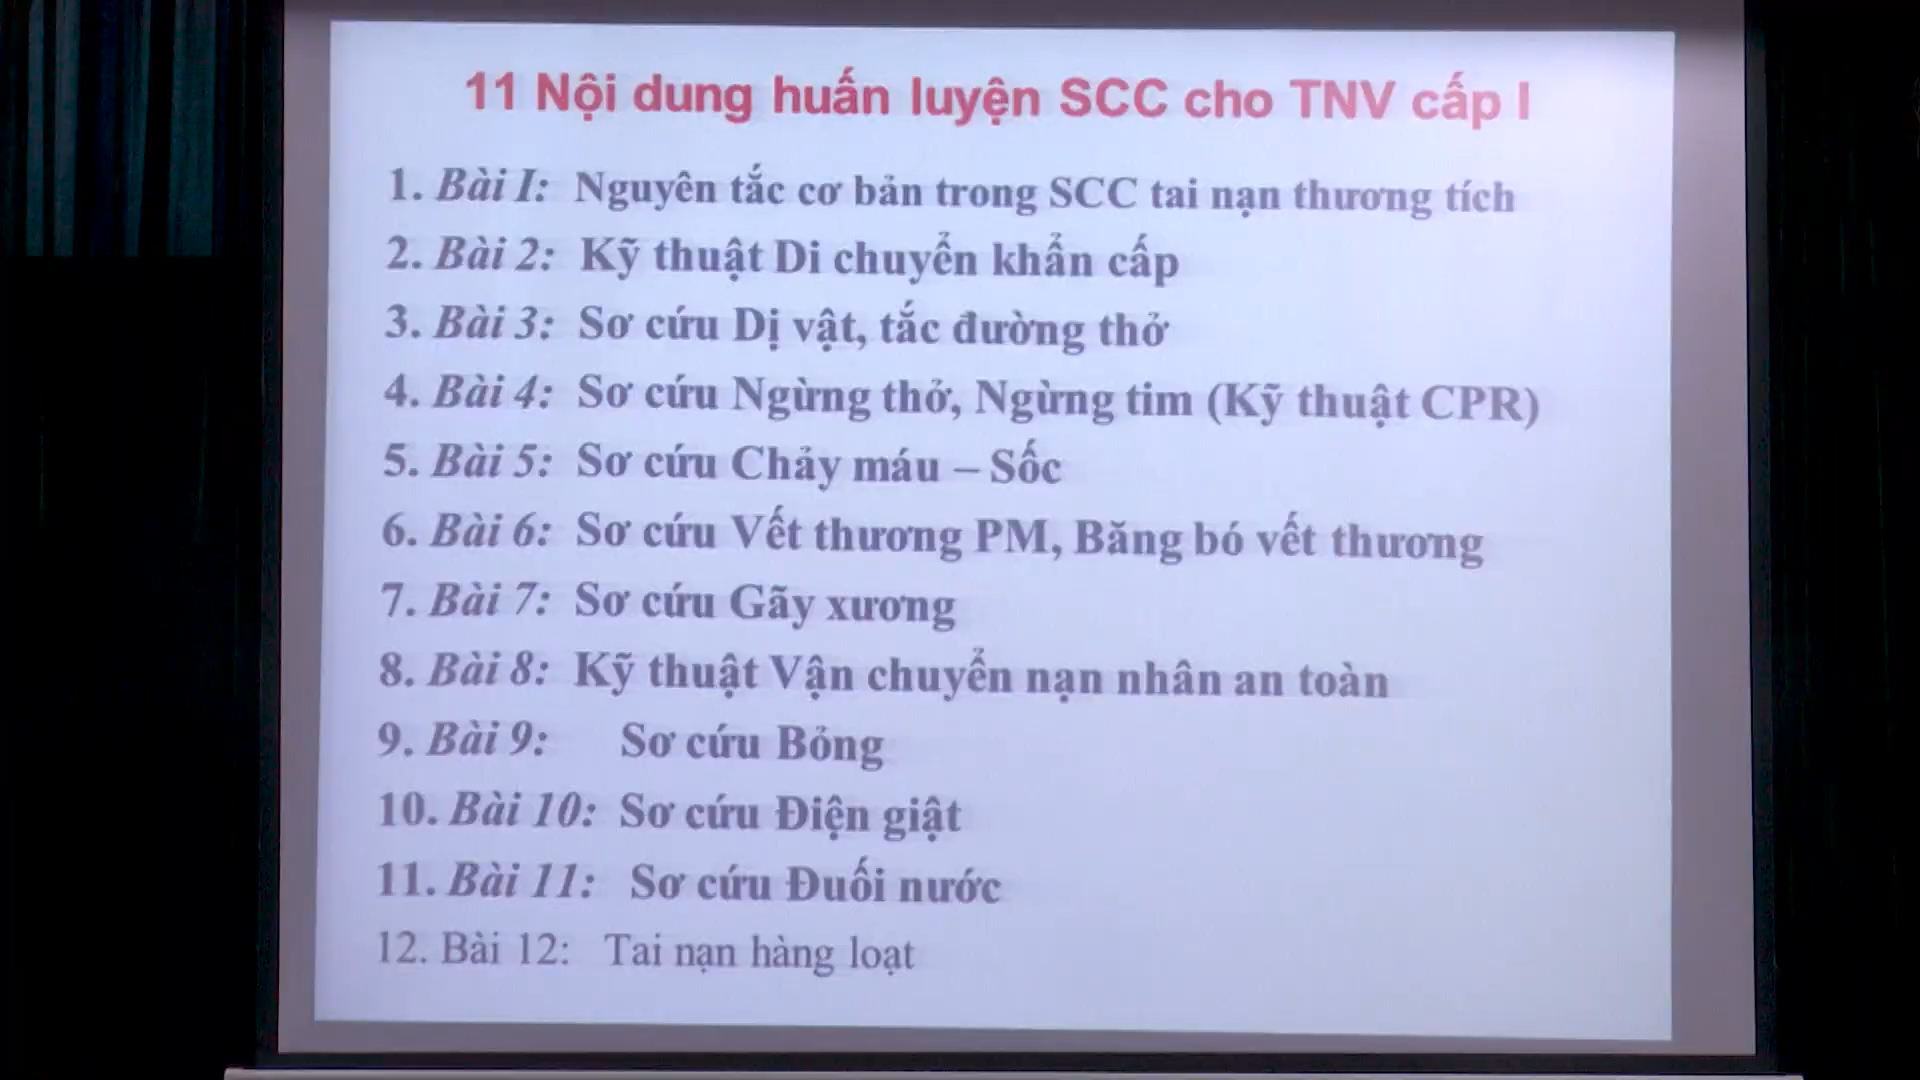 11 Nội dung huấn luyện SCC cho TNV cấp I
1. Bài I: Nguyên tắc cơ bản trong SCC tai nạn thương tích
2. Bài 2: Kỹ thuật Di chuyển khẩn cấp
3. Bài 3: Sơ cứu Dị vật, tắc đường thở
4. Bài 4: Sơ cứu Ngừng thở, Ngừng tim (Kỹ thuật CPR)
5. Bài 5: Sơ cứu Chảy máu – Sốc
6. Bài 6: Sơ cứu Vết thương PM, Băng bó vết thương
7. Bài 7: Sơ cứu Gãy xương
8. Bài 8: Kỹ thuật Vận chuyển nạn nhân an toàn
9. Bài 9: Sơ cứu Bỏng
10. Bài 10: Sơ cứu Điện giật
11. Bài 11: Sơ cứu Đuối nước
12. Bài 12: Tai nạn hàng loạt